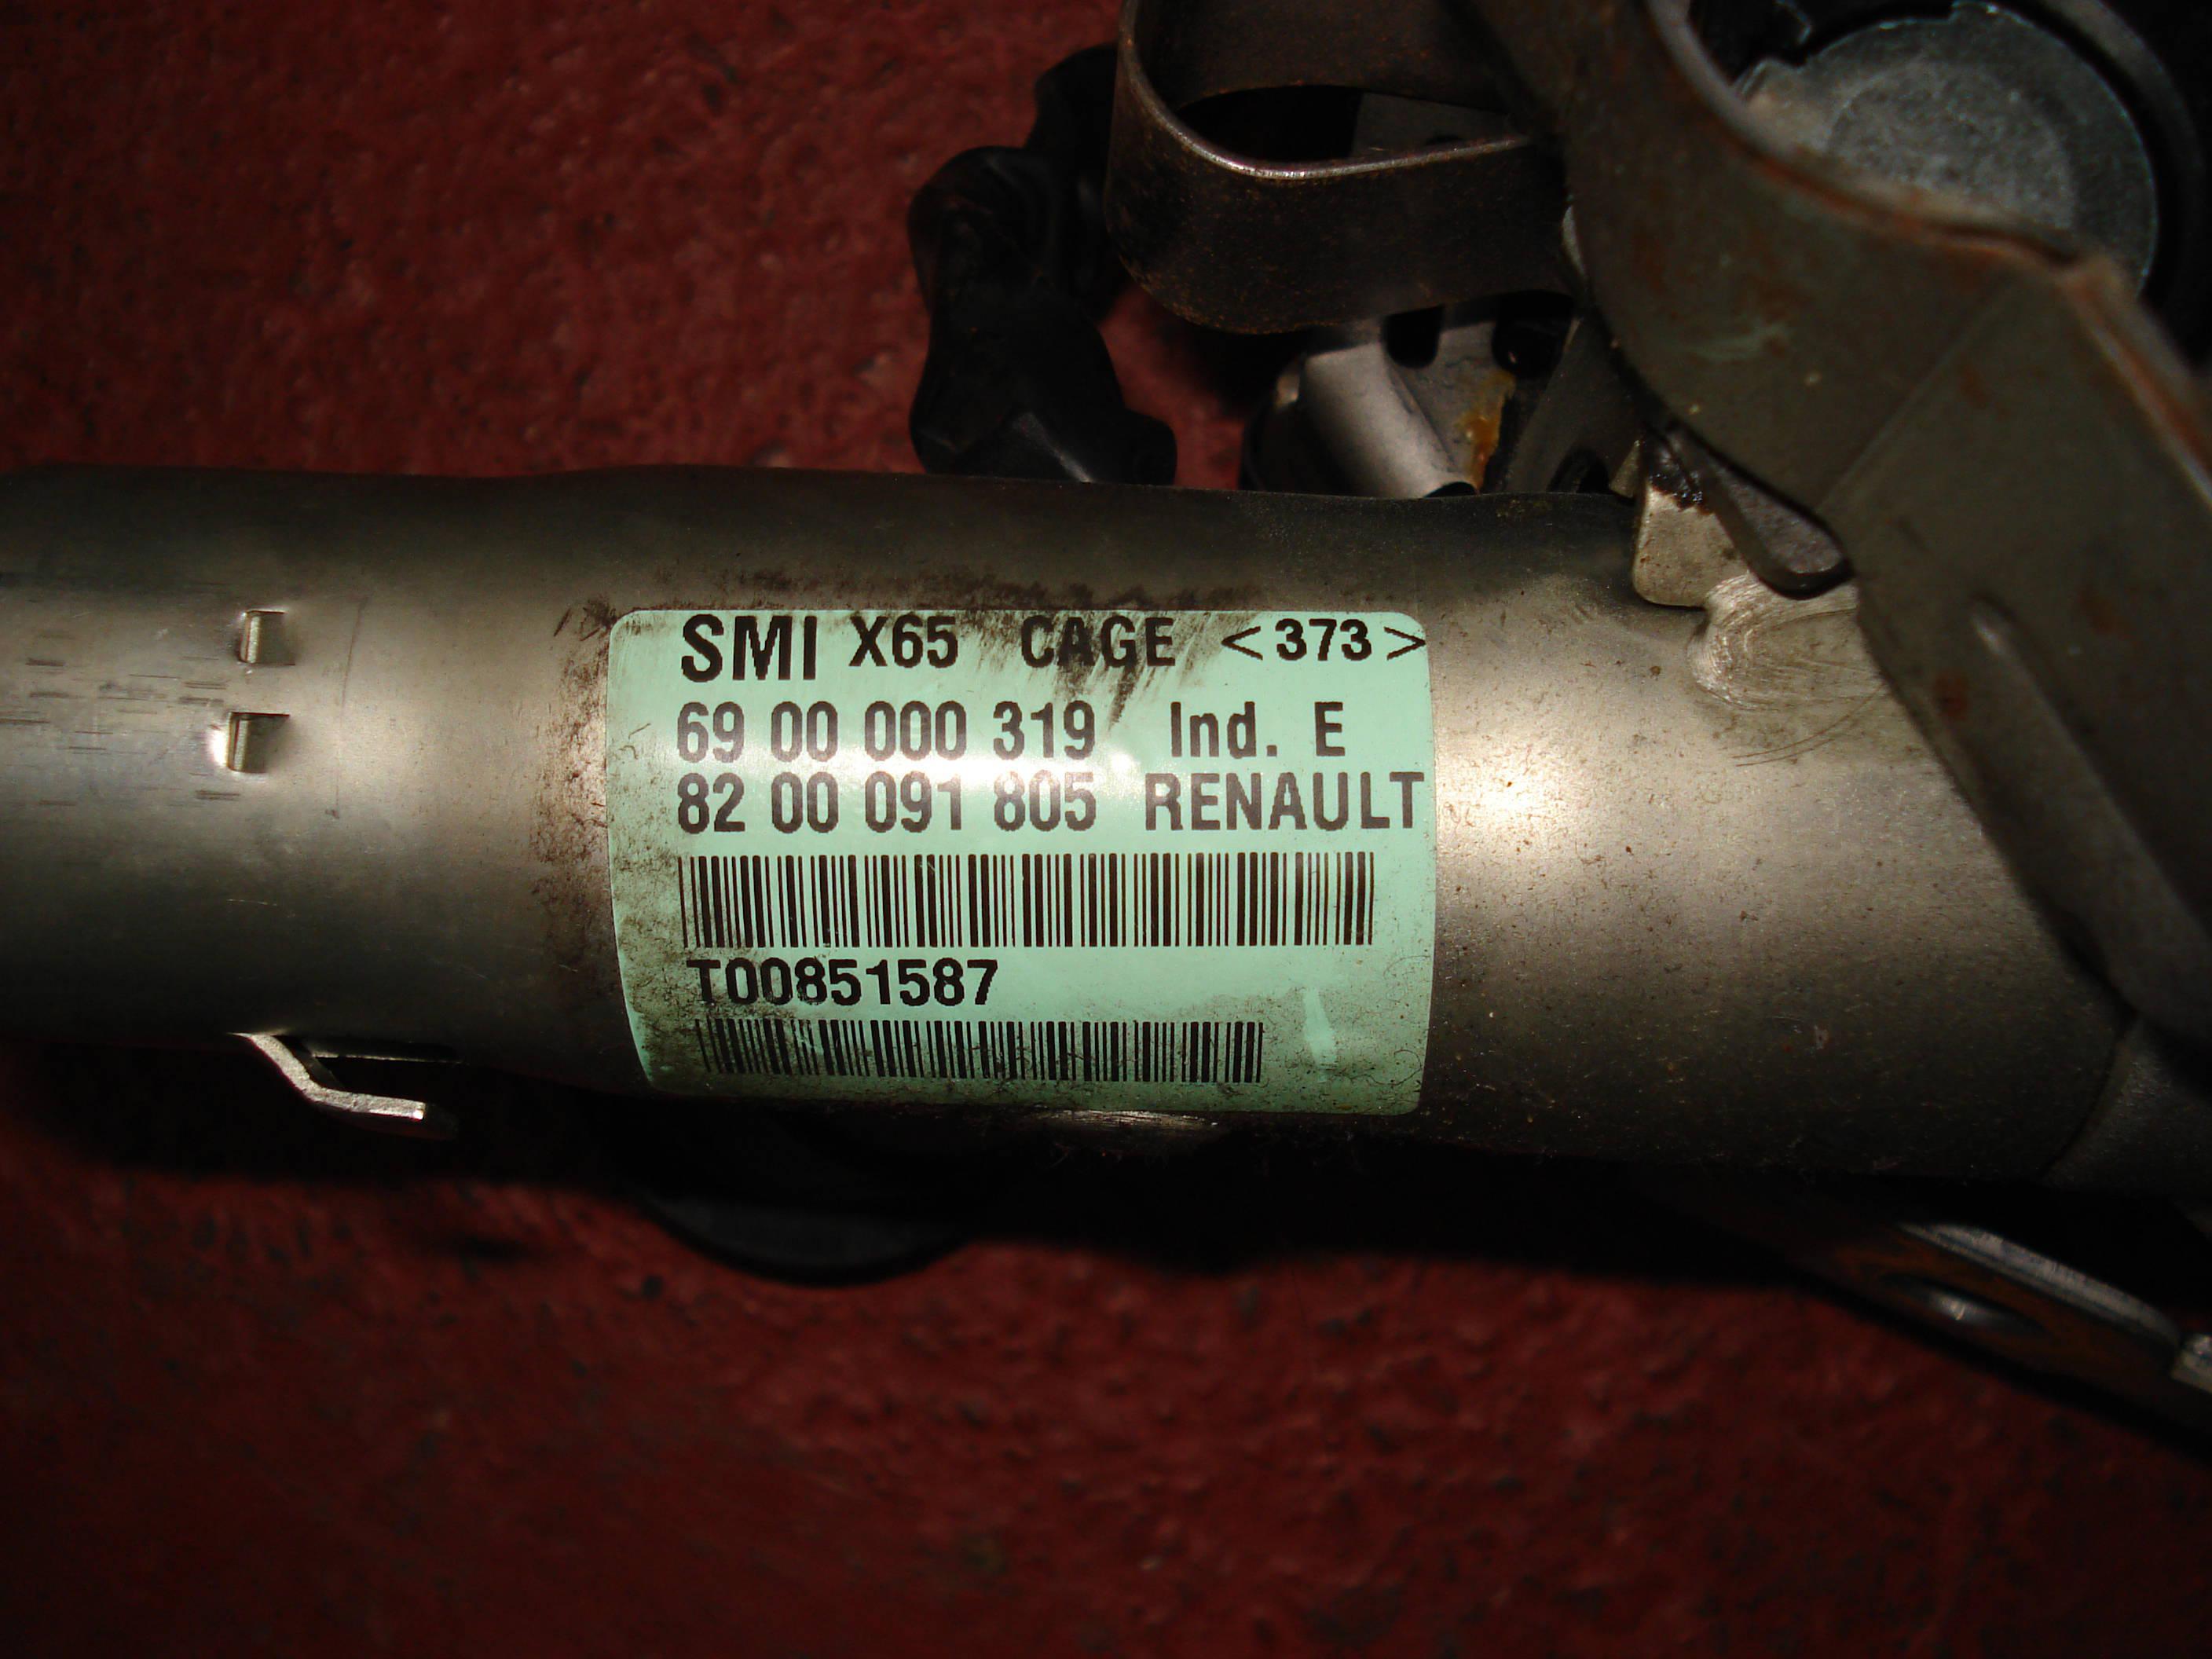 SMI X65 CAGE <373>
69 00 000 319 Ind. E
82 00 091 805 RENAULT
T00851587